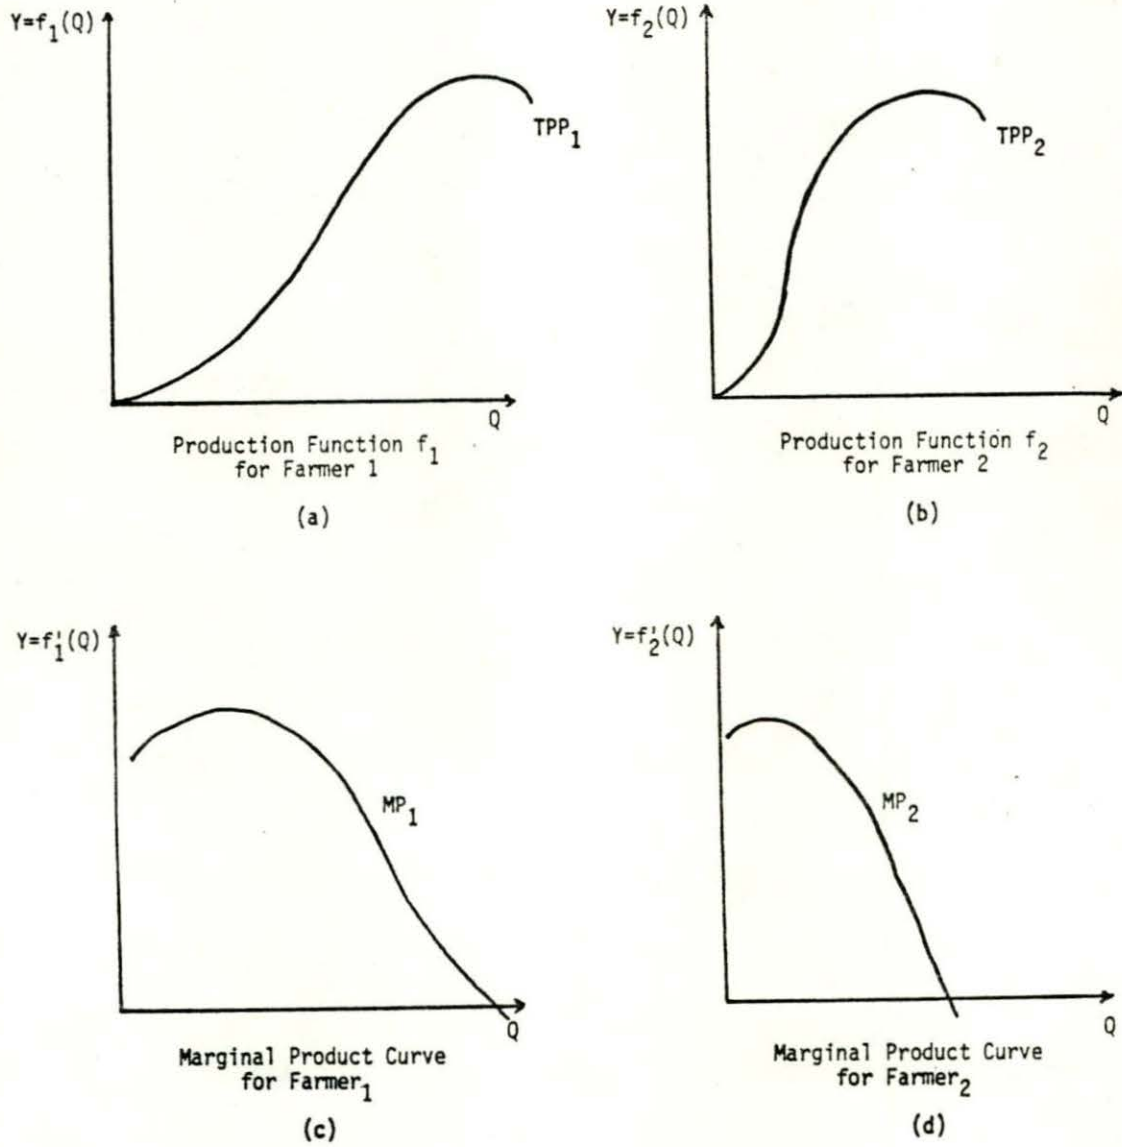 Y=f₁(Q)
TPP₁
Q
Production Function f₁
for Farmer 1
(a)
Y=f₂(Q)
TPP₂
Q
Production Function f₂
for Farmer 2
(b)
Y=f₁'(Q)
MP₁
Q
Marginal Product Curve
for Farmer₁
(c)
Y=f₂'(Q)
MP₂
Q
Marginal Product Curve
for Farmer₂
(d)